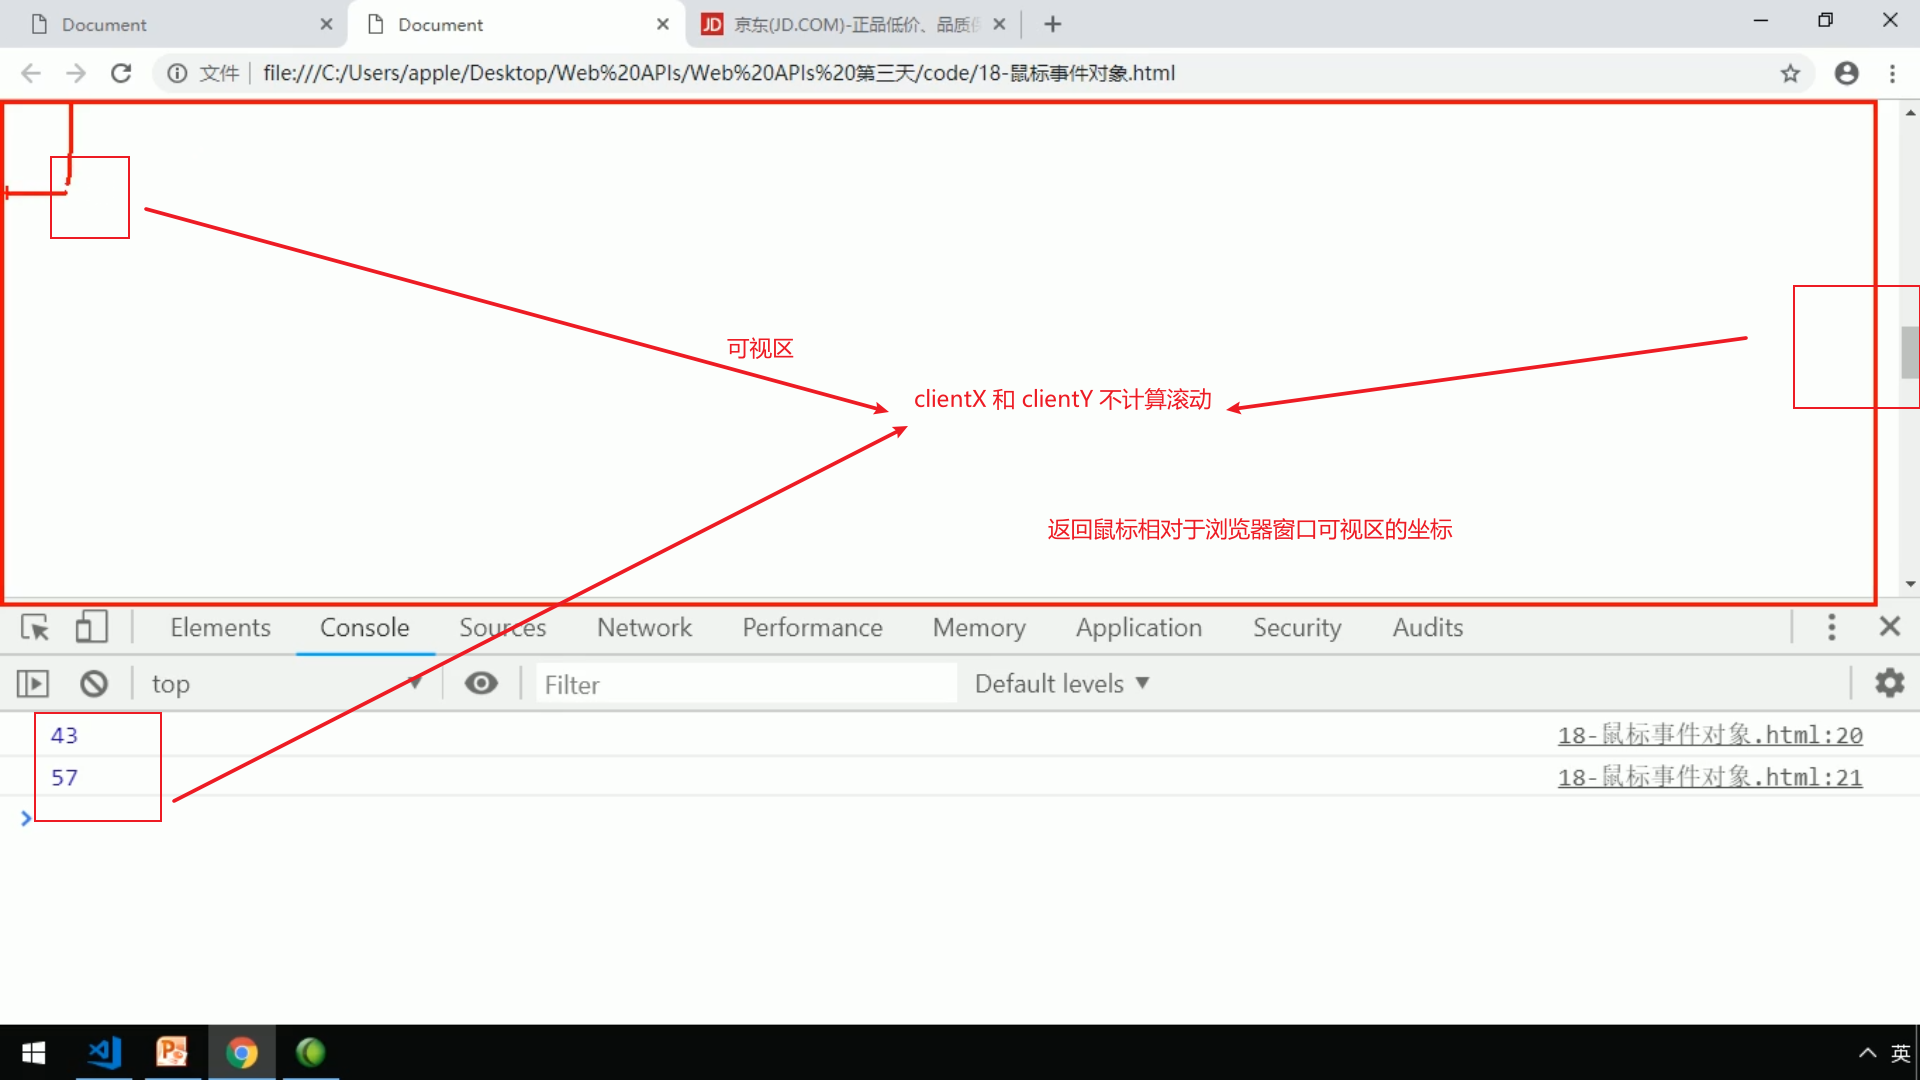 Document
Document
JD 京东(JD.COM)-正品低价、品质
文件 file:///C:/Users/apple/Desktop/Web%20APIs/Web%20APIs%20第三天/code/18-鼠标事件对象.html
可视区
clientX 和 clientY 不计算滚动
返回鼠标相对于浏览器窗口可视区的坐标
Elements Console Sources Network Performance Memory Application Security Audits
top Filter Default levels
43 18-鼠标事件对象.html:20
57 18-鼠标事件对象.html:21
英